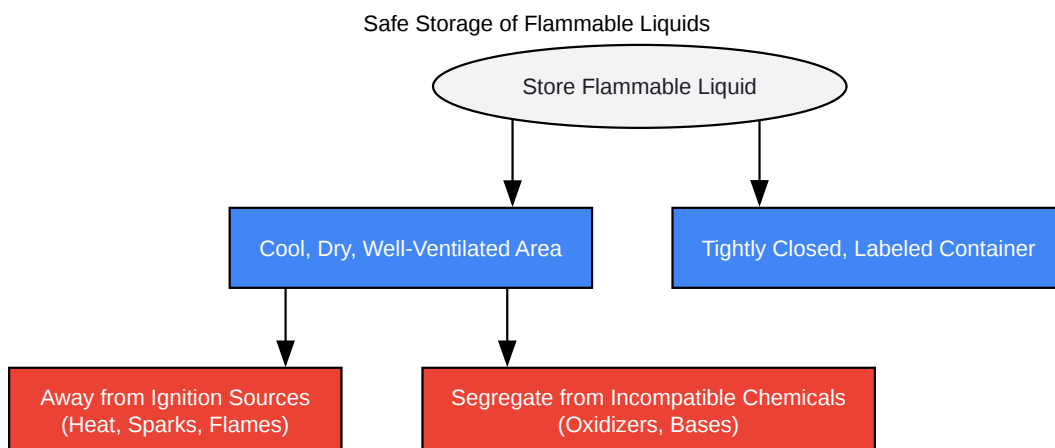 Safe Storage of Flammable Liquids
Store Flammable Liquid
Cool, Dry, Well-Ventilated Area
Tightly Closed, Labeled Container
Away from Ignition Sources
(Heat, Sparks, Flames)
Segregate from Incompatible Chemicals
(Oxidizers, Bases)